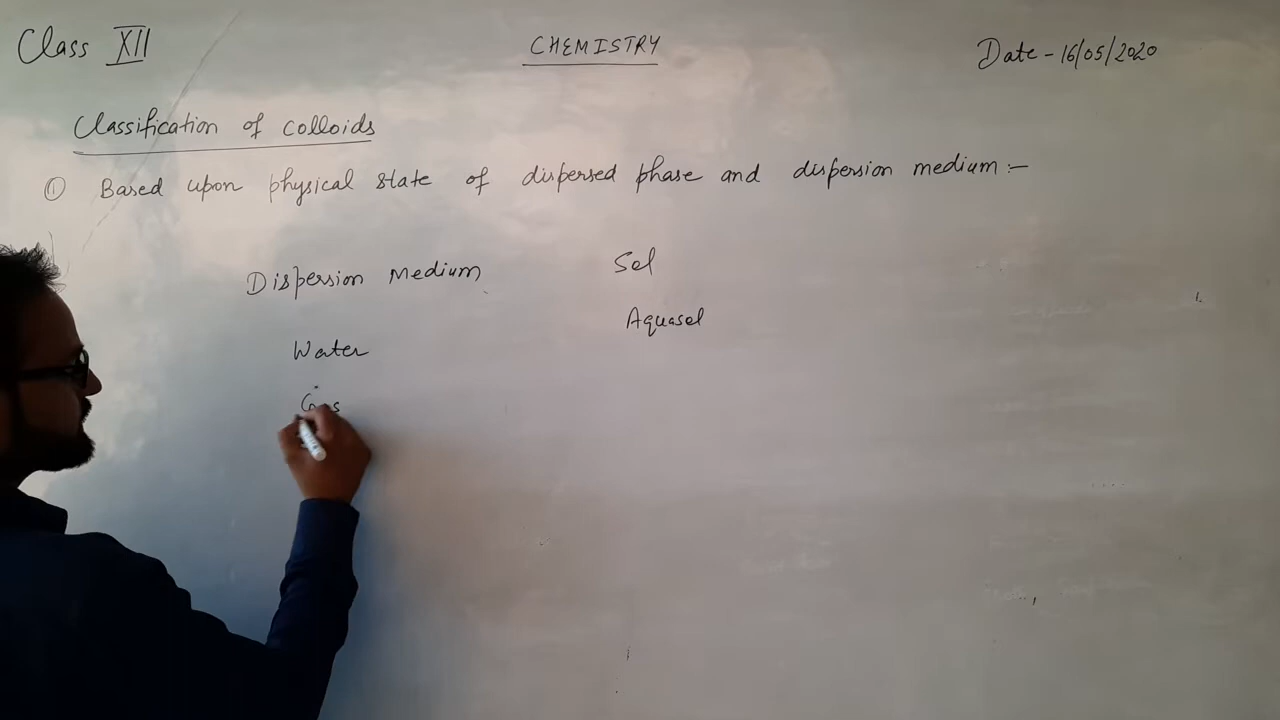 Class XII CHEMISTRY Date - 16/05/2020
Classification of colloids
① Based upon physical state of dispersed phase and dispersion medium :-
Dispersion Medium Sol
Water Aquasol
Gas